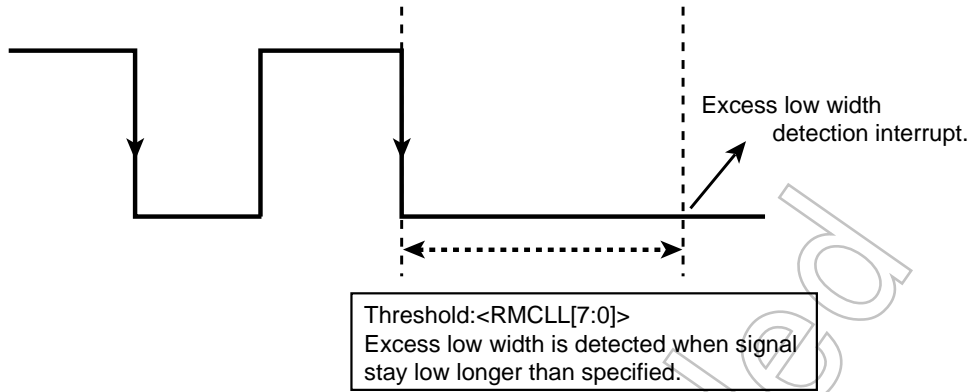 Excess low width
detection interrupt.
Threshold:<RMCLL[7:0]>
Excess low width is detected when signal
stay low longer than specified.